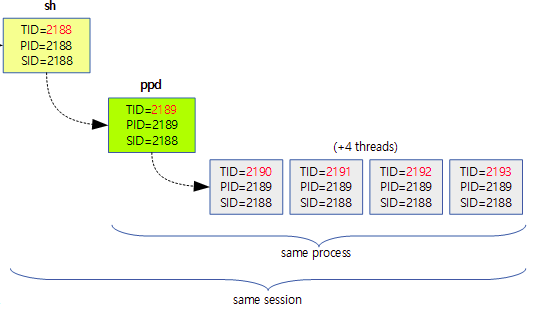 sh
TID=2188
PID=2188
SID=2188
ppd
TID=2189
PID=2189
SID=2188
(+4 threads)
TID=2190
PID=2189
SID=2188
TID=2191
PID=2189
SID=2188
TID=2192
PID=2189
SID=2188
TID=2193
PID=2189
SID=2188
same process
same session